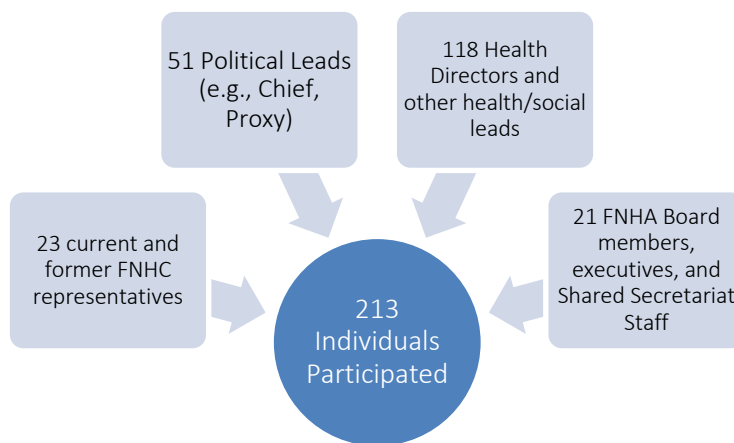 51 Political Leads
(e.g., Chief,
Proxy)
118 Health
Directors and
other health/social
leads
23 current and
former FNHC
representatives
21 FNHA Board
members,
executives, and
Shared Secretariat
Staff
213
Individuals
Participated